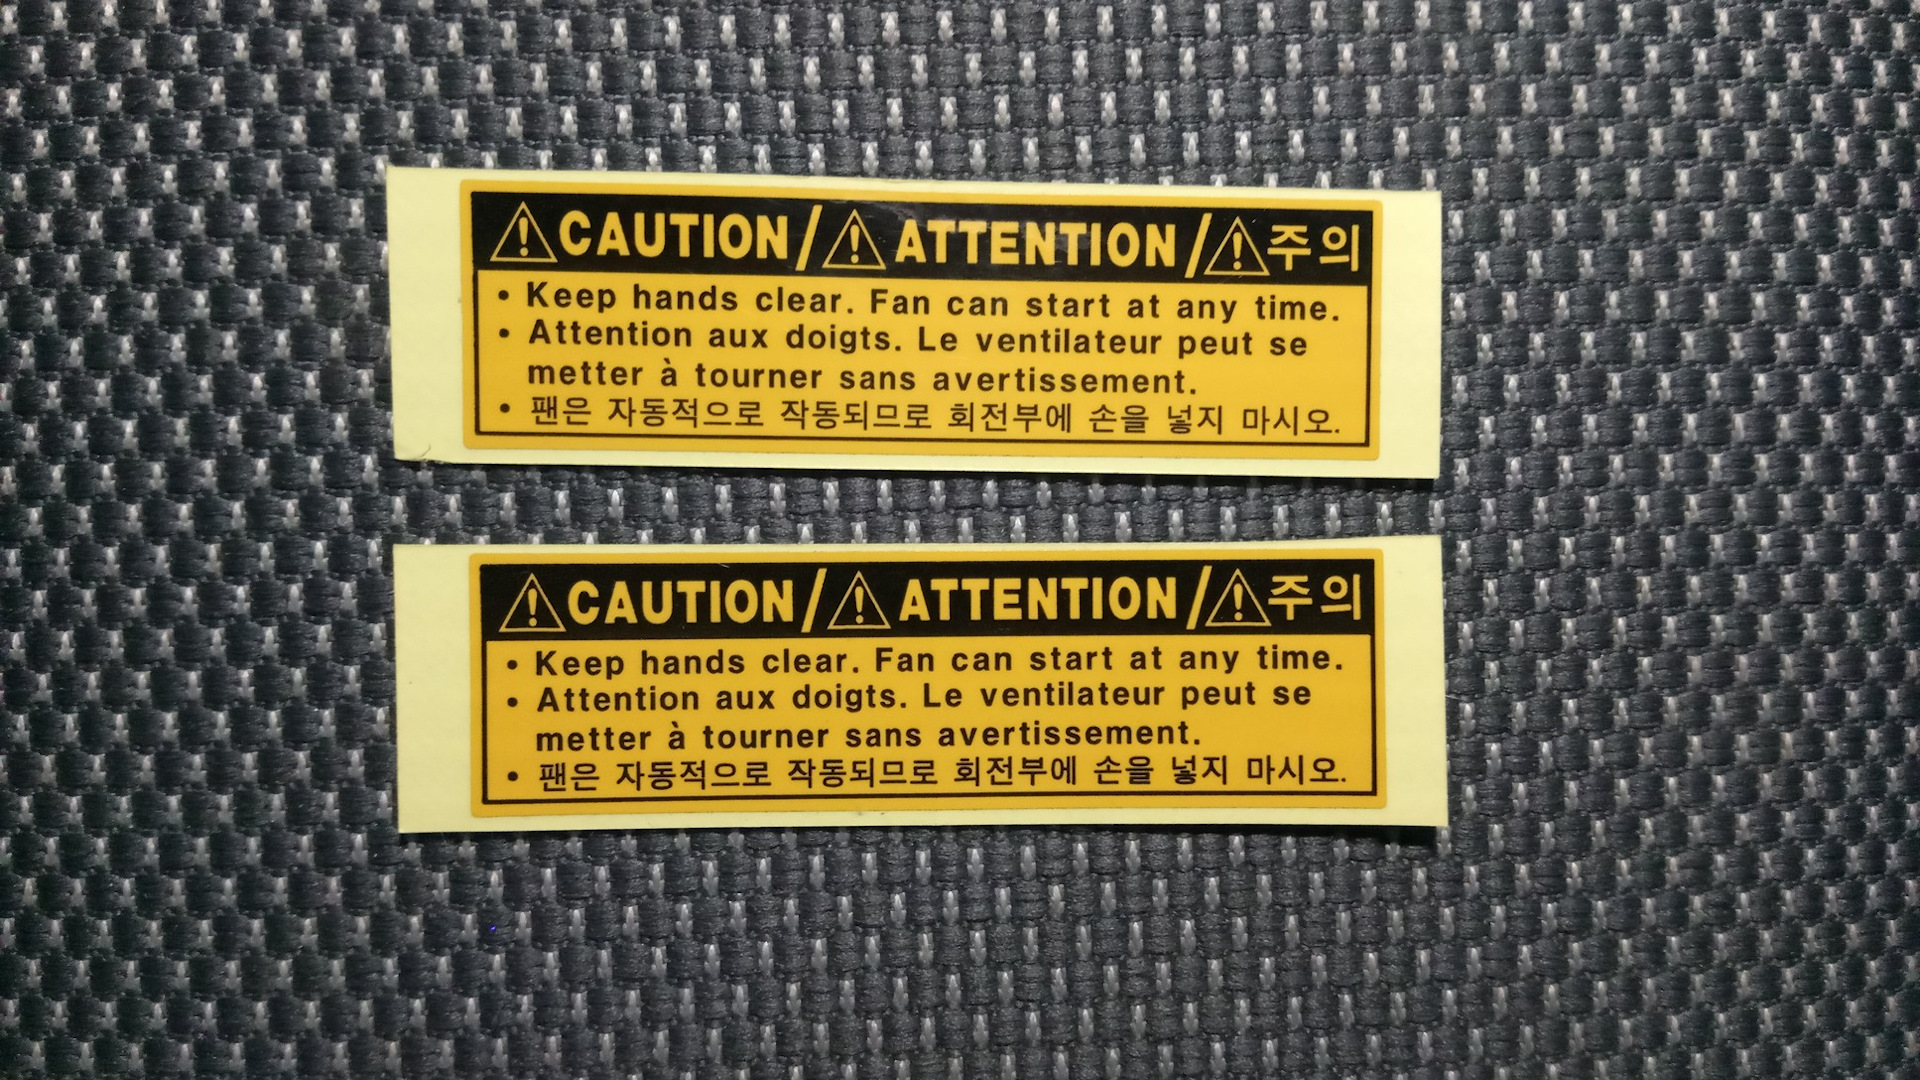 ⚠CAUTION/⚠ATTENTION/⚠주의
• Keep hands clear. Fan can start at any time.
• Attention aux doigts. Le ventilateur peut se
metter à tourner sans avertissement.
• 팬은 자동적으로 작동되므로 회전부에 손을 넣지 마시오.
⚠CAUTION/⚠ATTENTION/⚠주의
• Keep hands clear. Fan can start at any time.
• Attention aux doigts. Le ventilateur peut se
metter à tourner sans avertissement.
• 팬은 자동적으로 작동되므로 회전부에 손을 넣지 마시오.